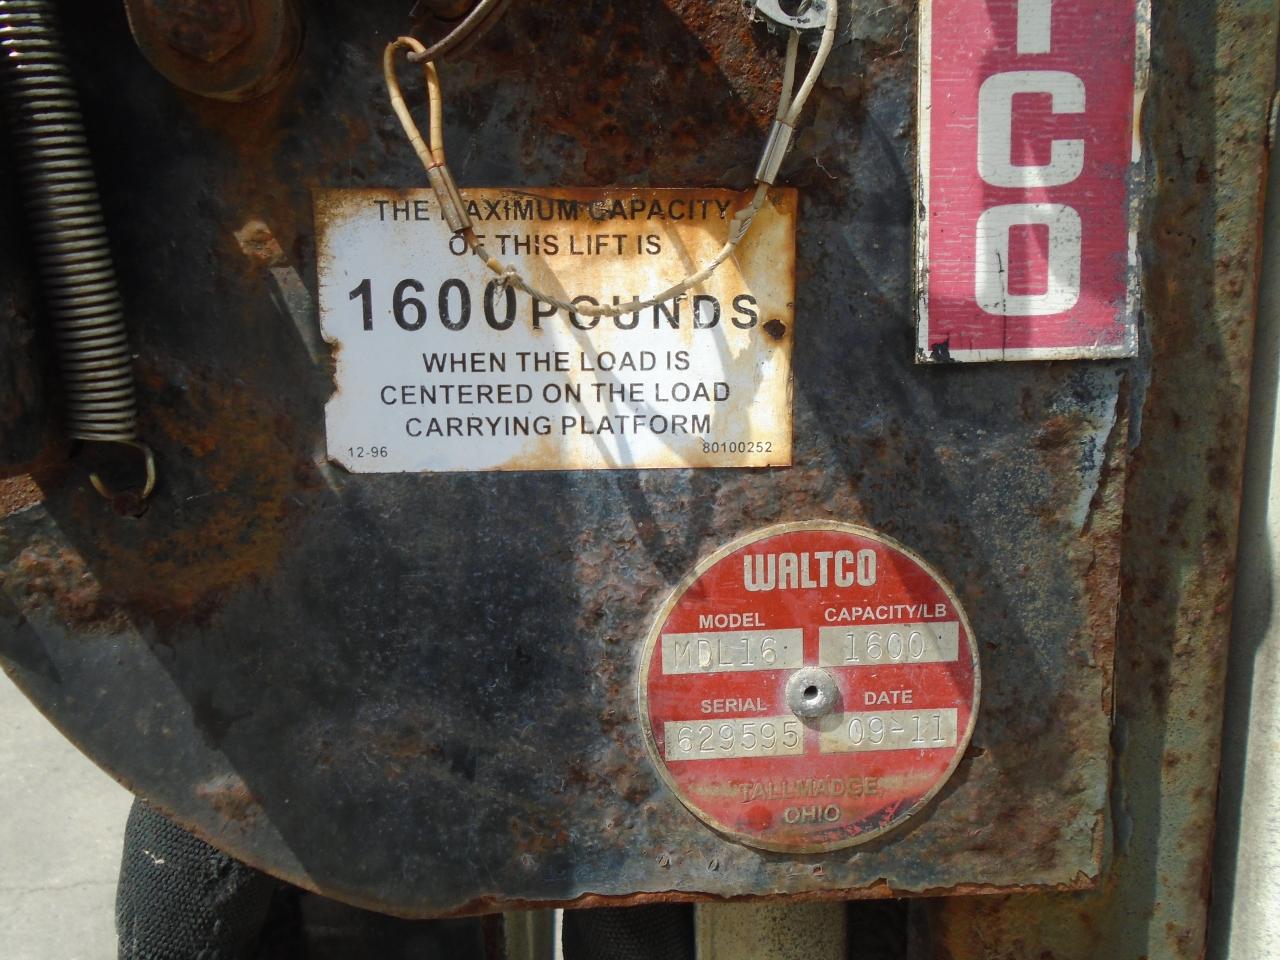 THE MAXIMUM CAPACITY
OF THIS LIFT IS
1600 POUNDS
WHEN THE LOAD IS
CENTERED ON THE LOAD
CARRYING PLATFORM
12-96 80100252
TCO
WALTCO
MODEL CAPACITY/LB
MDL16 1600
SERIAL DATE
629595 09-11
TALLMADGE,
OHIO